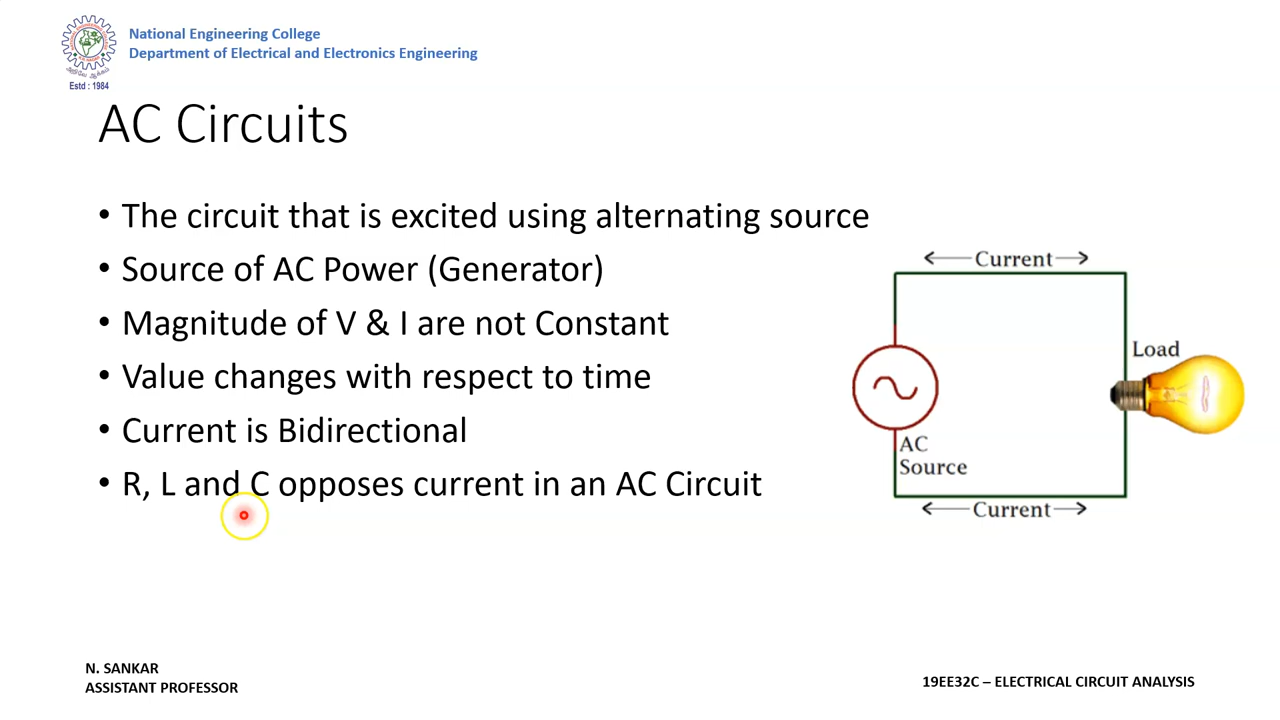 National Engineering College
Department of Electrical and Electronics Engineering
Estd : 1984
AC Circuits
• The circuit that is excited using alternating source
• Source of AC Power (Generator)
• Magnitude of V & I are not Constant
• Value changes with respect to time
• Current is Bidirectional
• R, L and C opposes current in an AC Circuit
Current
Load
AC
Source
Current
N. SANKAR
ASSISTANT PROFESSOR
19EE32C – ELECTRICAL CIRCUIT ANALYSIS